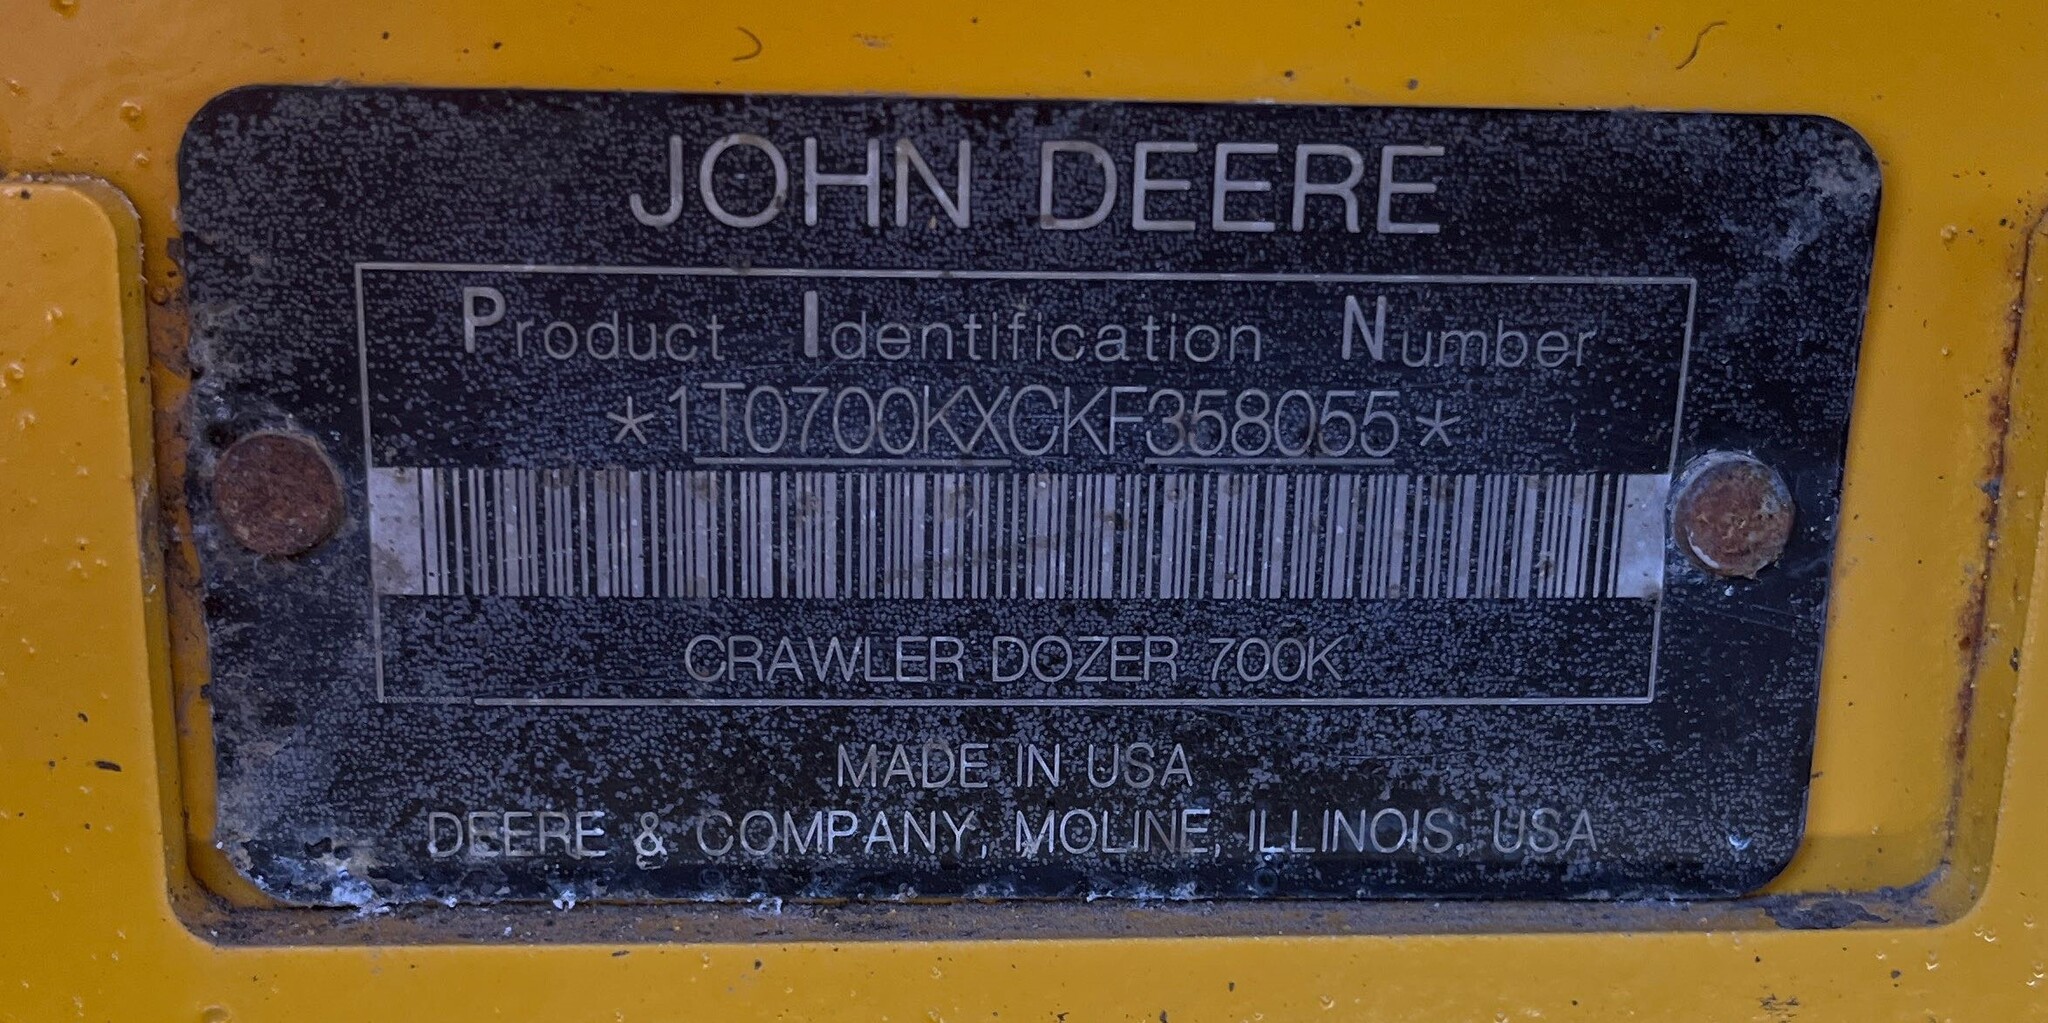 JOHN DEERE
Product Identification Number
*1T0700KXCKF358055*
CRAWLER DOZER 700K
MADE IN USA
DEERE & COMPANY, MOLINE, ILLINOIS, USA